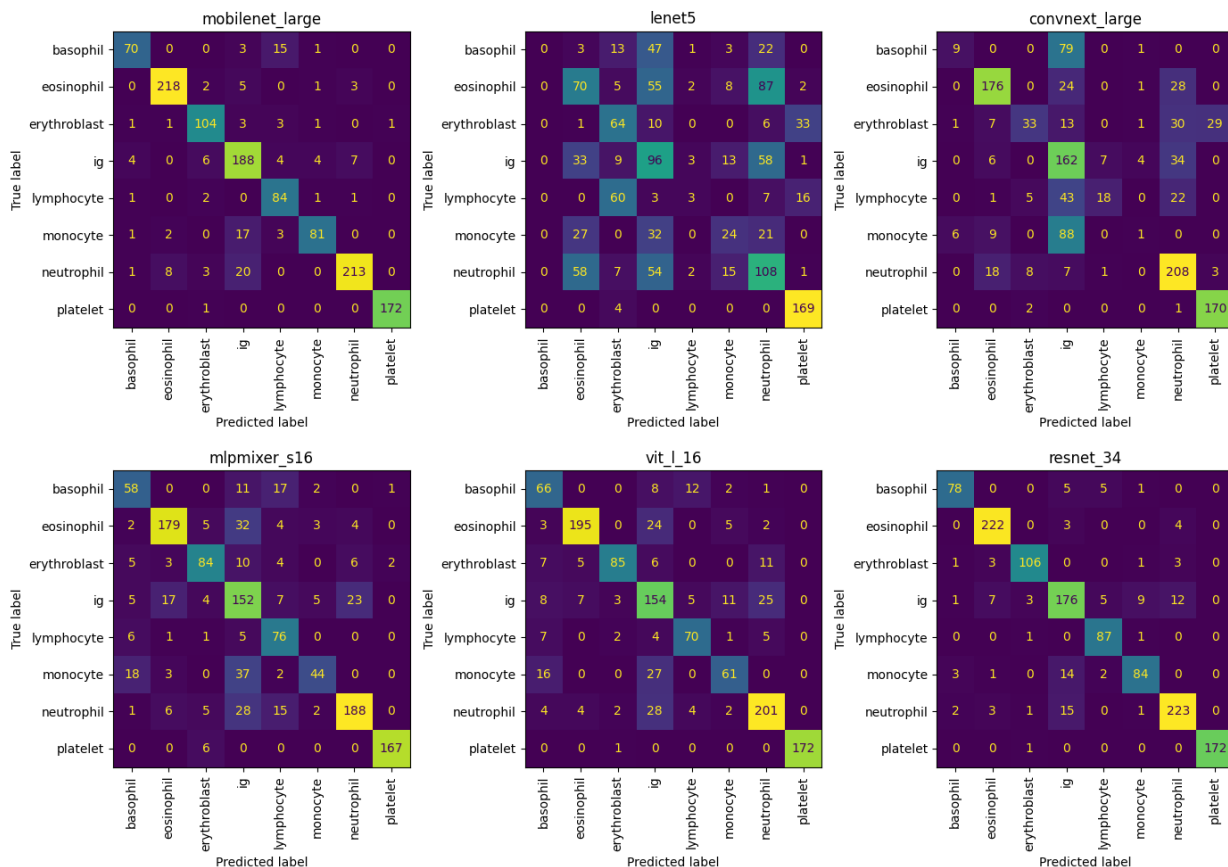 mobilenet_large
True label
basophil 70 0 0 3 15 1 0 0
eosinophil 0 218 2 5 0 1 3 0
erythroblast 1 1 104 3 3 1 0 1
ig 4 0 6 188 4 4 7 0
lymphocyte 1 0 2 0 84 1 1 0
monocyte 1 2 0 17 3 81 0 0
neutrophil 1 8 3 20 0 0 213 0
platelet 0 0 1 0 0 0 0 172
basophil eosinophil erythroblast ig lymphocyte monocyte neutrophil platelet
Predicted label
lenet5
True label
basophil 0 3 13 47 1 3 22 0
eosinophil 0 70 5 55 2 8 87 2
erythroblast 0 1 64 10 0 0 6 33
ig 0 33 9 96 3 13 58 1
lymphocyte 0 0 60 3 3 0 7 16
monocyte 0 27 0 32 0 24 21 0
neutrophil 0 58 7 54 2 15 108 1
platelet 0 0 4 0 0 0 0 169
basophil eosinophil erythroblast ig lymphocyte monocyte neutrophil platelet
Predicted label
convnext_large
True label
basophil 9 0 0 79 0 1 0 0
eosinophil 0 176 0 24 0 1 28 0
erythroblast 1 7 33 13 0 1 30 29
ig 0 6 0 162 7 4 34 0
lymphocyte 0 1 5 43 18 0 22 0
monocyte 6 9 0 88 0 1 0 0
neutrophil 0 18 8 7 1 0 208 3
platelet 0 0 2 0 0 0 1 170
basophil eosinophil erythroblast ig lymphocyte monocyte neutrophil platelet
Predicted label
mlpmixer_s16
True label
basophil 58 0 0 11 17 2 0 1
eosinophil 2 179 5 32 4 3 4 0
erythroblast 5 3 84 10 4 0 6 2
ig 5 17 4 152 7 5 23 0
lymphocyte 6 1 1 5 76 0 0 0
monocyte 18 3 0 37 2 44 0 0
neutrophil 1 6 5 28 15 2 188 0
platelet 0 0 6 0 0 0 0 167
basophil eosinophil erythroblast ig lymphocyte monocyte neutrophil platelet
Predicted label
vit_l_16
True label
basophil 66 0 0 8 12 2 1 0
eosinophil 3 195 0 24 0 5 2 0
erythroblast 7 5 85 6 0 0 11 0
ig 8 7 3 154 5 11 25 0
lymphocyte 7 0 2 4 70 1 5 0
monocyte 16 0 0 27 0 61 0 0
neutrophil 4 4 2 28 4 2 201 0
platelet 0 0 1 0 0 0 0 172
basophil eosinophil erythroblast ig lymphocyte monocyte neutrophil platelet
Predicted label
resnet_34
True label
basophil 78 0 0 5 5 1 0 0
eosinophil 0 222 0 3 0 0 4 0
erythroblast 1 3 106 0 0 1 3 0
ig 1 7 3 176 5 9 12 0
lymphocyte 0 0 1 0 87 1 0 0
monocyte 3 1 0 14 2 84 0 0
neutrophil 2 3 1 15 0 1 223 0
platelet 0 0 1 0 0 0 0 172
basophil eosinophil erythroblast ig lymphocyte monocyte neutrophil platelet
Predicted label